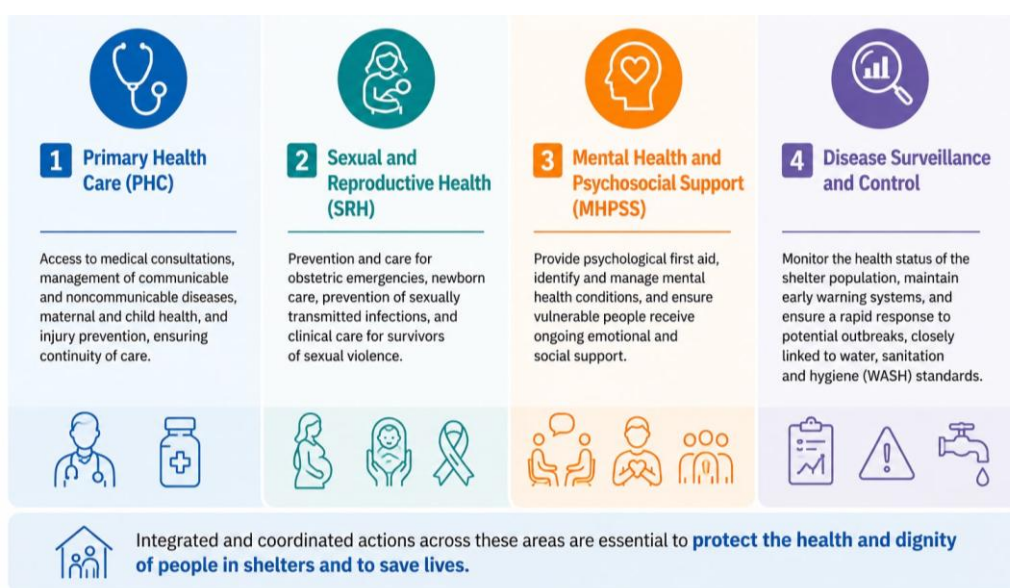 1 Primary Health
Care (PHC)
Access to medical consultations,
management of communicable
and noncommunicable diseases,
maternal and child health, and
injury prevention, ensuring
continuity of care.
2 Sexual and
Reproductive Health
(SRH)
Prevention and care for
obstetric emergencies, newborn
care, prevention of sexually
transmitted infections, and
clinical care for survivors
of sexual violence.
3 Mental Health and
Psychosocial Support
(MHPSS)
Provide psychological first aid,
identify and manage mental
health conditions, and ensure
vulnerable people receive
ongoing emotional and
social support.
4 Disease Surveillance
and Control
Monitor the health status of the
shelter population, maintain
early warning systems, and
ensure a rapid response to
potential outbreaks, closely
linked to water, sanitation
and hygiene (WASH) standards.
Integrated and coordinated actions across these areas are essential to protect the health and dignity
of people in shelters and to save lives.